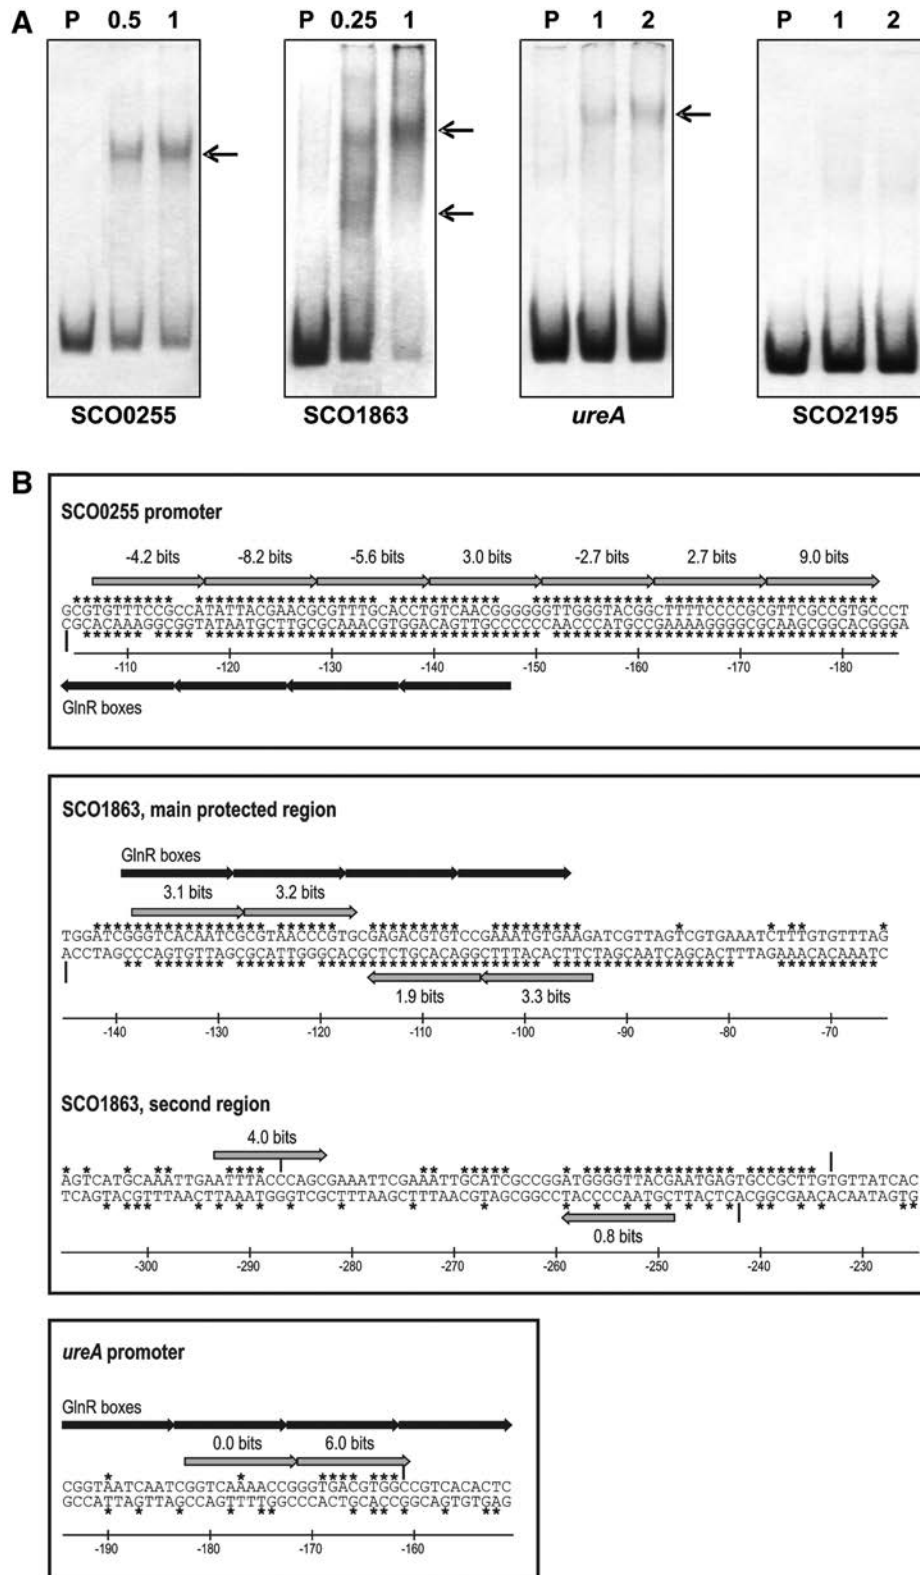 A
P 0.5 1
P 0.25 1
P 1 2
P 1 2
SCO0255
SCO1863
ureA
SCO2195
B
SCO0255 promoter
-4.2 bits -8.2 bits -5.6 bits 3.0 bits -2.7 bits 2.7 bits 9.0 bits
GCGTGTTTCCGCCATATTACGAACGCGTTTGCACCTGTCAACGGGGGGTTGGGTACGGCTTTTCCCCGCGTTCGCCGTGCCCT
CGCACAAAGGCGGTATAATGCTTGCGCAAACGTGGACAGTTGCCCCCCAACCCATGCCGAAAAGGGGCGCAAGCGGCACGGGA
-110 -120 -130 -140 -150 -160 -170 -180
GlnR boxes
SCO1863, main protected region
GlnR boxes
3.1 bits 3.2 bits
TGGATCGGGTCACAATCGCGTAACCCGTGCGAGACGTGTCCGAAATGTGAAGATCGTTAGTCGTGAAATCTTTGTGTTTAG
ACCTAGCCCAGTGTTAGCGCATTGGGCACGCTCTGCACAGGCTTTACACTTCTAGCAATCAGCACTTTAGAAACACAAATC
1.9 bits 3.3 bits
-140 -130 -120 -110 -100 -90 -80 -70
SCO1863, second region
4.0 bits
AGTCATGCAAATTGAATTTACCCAGCGAAATTCGAAATTGCATCGCCGGATGGGGTTACGAATGAGTGCCGCTTGTGTTATCAC
TCAGTACGTTTAACTTAAATGGGTCGCTTTAAGCTTTAACGTAGCGGCCTACCCCAATGCTTACTCACGGCGAACACAATAGTG
0.8 bits
-300 -290 -280 -270 -260 -250 -240 -230
ureA promoter
GlnR boxes
0.0 bits 6.0 bits
CGGTAATCAATCGGTCAAAACCGGGTGACGTGGCCGTCACACTC
GCCATTAGTTAGCCAGTTTTGGCCCACTGCACCGGCAGTGTGAG
-190 -180 -170 -160